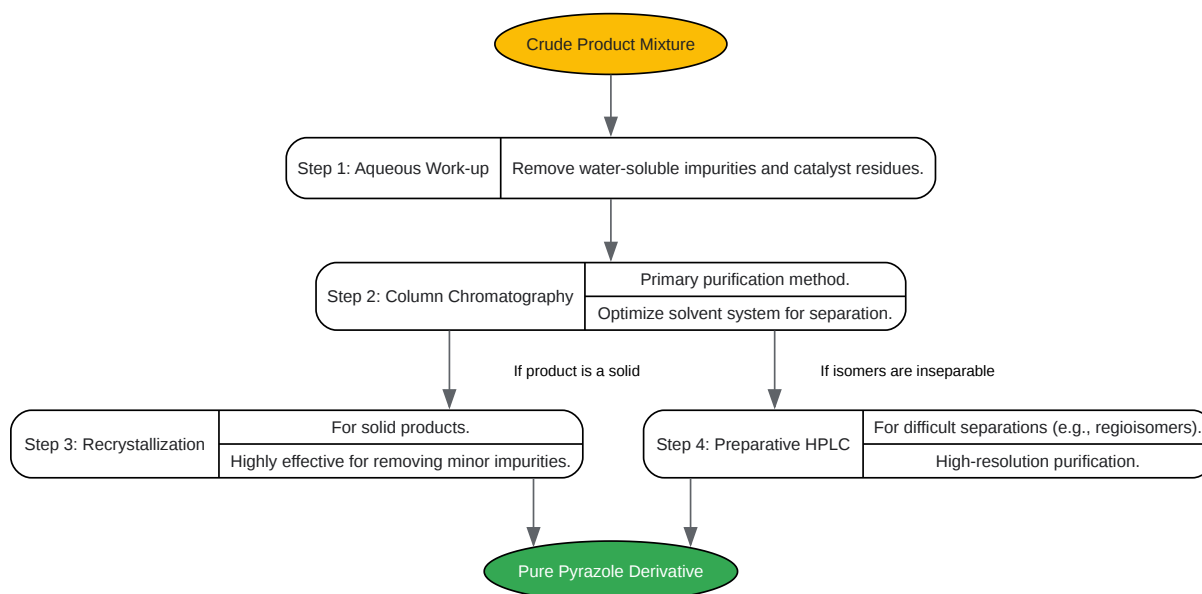 Crude Product Mixture
Step 1: Aqueous Work-up
Remove water-soluble impurities and catalyst residues.
Step 2: Column Chromatography
Primary purification method.
Optimize solvent system for separation.
If product is a solid
If isomers are inseparable
Step 3: Recrystallization
For solid products.
Highly effective for removing minor impurities.
Step 4: Preparative HPLC
For difficult separations (e.g., regioisomers).
High-resolution purification.
Pure Pyrazole Derivative